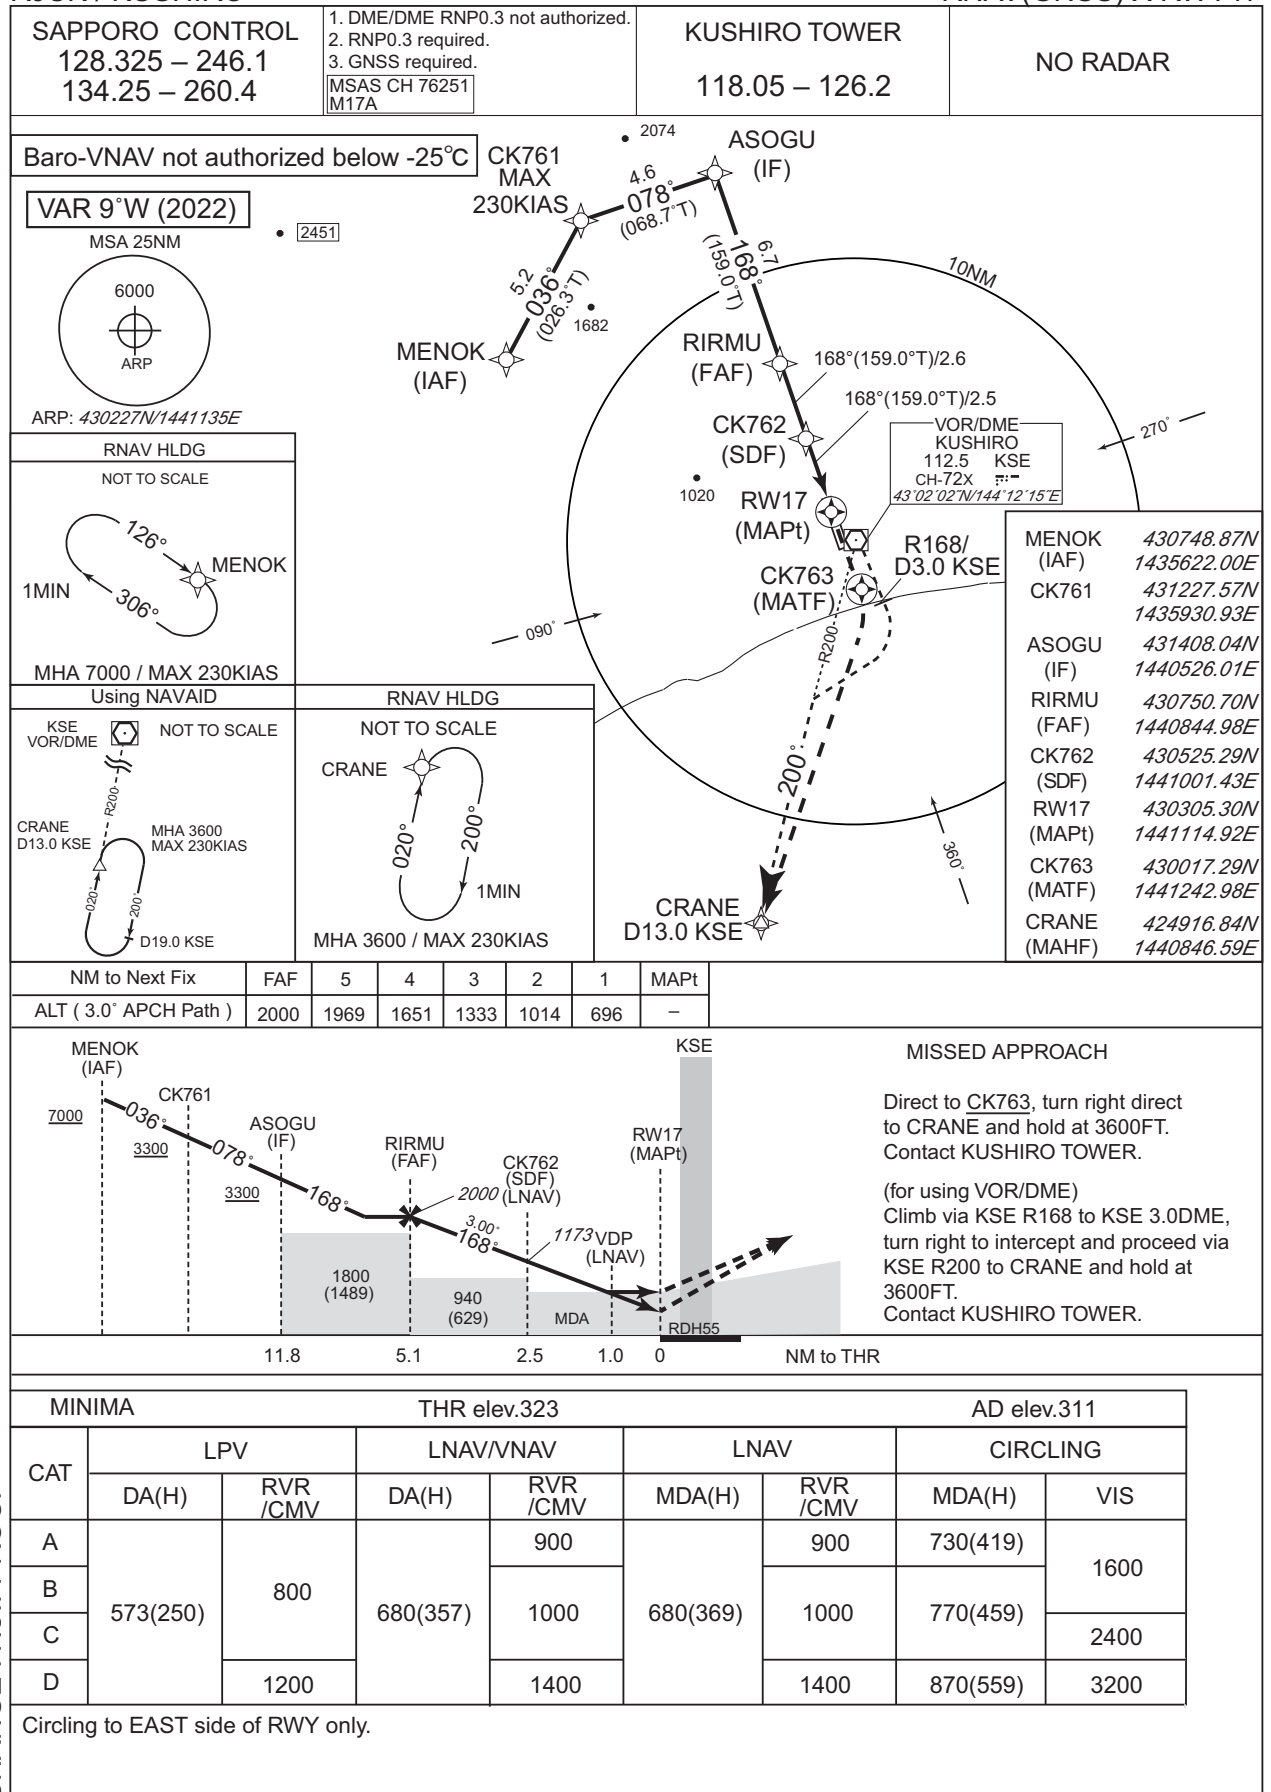 SAPPORO CONTROL
128.325 – 246.1
134.25 – 260.4
1. DME/DME RNP0.3 not authorized.
2. RNP0.3 required.
3. GNSS required.
MSAS CH 76251
M17A
KUSHIRO TOWER
118.05 – 126.2
NO RADAR
Baro-VNAV not authorized below -25°C
VAR 9°W (2022)
MSA 25NM
6000
ARP
ARP: 430227N/1441135E
2451
2074
1682
1020
CK761
MAX
230KIAS
ASOGU
(IF)
4.6
078°
(068.7°T)
5.2
036°
(026.3°T)
MENOK
(IAF)
6.7
168°
(159.0°T)
10NM
RIRMU
(FAF)
168°(159.0°T)/2.6
168°(159.0°T)/2.5
CK762
(SDF)
VOR/DME
KUSHIRO
112.5 KSE
CH-72X
43°02'02"N/144°12'15"E
270°
RW17
(MAPt)
R168/
D3.0 KSE
CK763
(MATF)
090°
R200
200°
360°
CRANE
D13.0 KSE
RNAV HLDG
NOT TO SCALE
126°
MENOK
1MIN
306°
MHA 7000 / MAX 230KIAS
Using NAVAID
KSE
VOR/DME
NOT TO SCALE
R200
CRANE
D13.0 KSE
MHA 3600
MAX 230KIAS
020°
200°
D19.0 KSE
RNAV HLDG
NOT TO SCALE
CRANE
020°
200°
1MIN
MHA 3600 / MAX 230KIAS
MENOK 430748.87N
(IAF) 1435622.00E
CK761 431227.57N
1435930.93E
ASOGU 431408.04N
(IF) 1440526.01E
RIRMU 430750.70N
(FAF) 1440844.98E
CK762 430525.29N
(SDF) 1441001.43E
RW17 430305.30N
(MAPt) 1441114.92E
CK763 430017.29N
(MATF) 1441242.98E
CRANE 424916.84N
(MAHF) 1440846.59E
NM to Next Fix FAF 5 4 3 2 1 MAPt
ALT ( 3.0° APCH Path ) 2000 1969 1651 1333 1014 696 –
MENOK
(IAF)
7000
036°
CK761
3300
078°
ASOGU
(IF)
3300
168°
RIRMU
(FAF)
2000
CK762
(SDF)
(LNAV)
3.00°
168°
1173
VDP
(LNAV)
RW17
(MAPt)
KSE
1800
(1489)
940
(629)
MDA
RDH55
11.8 5.1 2.5 1.0 0 NM to THR
MISSED APPROACH
Direct to CK763, turn right direct
to CRANE and hold at 3600FT.
Contact KUSHIRO TOWER.
(for using VOR/DME)
Climb via KSE R168 to KSE 3.0DME,
turn right to intercept and proceed via
KSE R200 to CRANE and hold at
3600FT.
Contact KUSHIRO TOWER.
MINIMA THR elev.323 AD elev.311
CAT LPV LNAV/VNAV LNAV CIRCLING
DA(H) RVR /CMV DA(H) RVR /CMV MDA(H) RVR /CMV MDA(H) VIS
A 573(250) 800 680(357) 900 680(369) 900 730(419) 1600
B 1000 1000 770(459)
C 2400
D 1200 1400 1400 870(559) 3200
Circling to EAST side of RWY only.